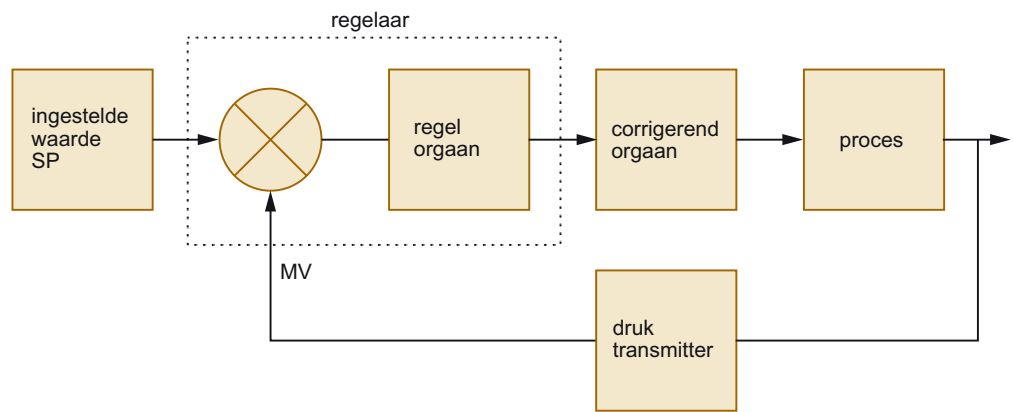 regelaar
ingestelde
waarde
SP
regel
orgaan
corrigerend
orgaan
proces
MV
druk
transmitter